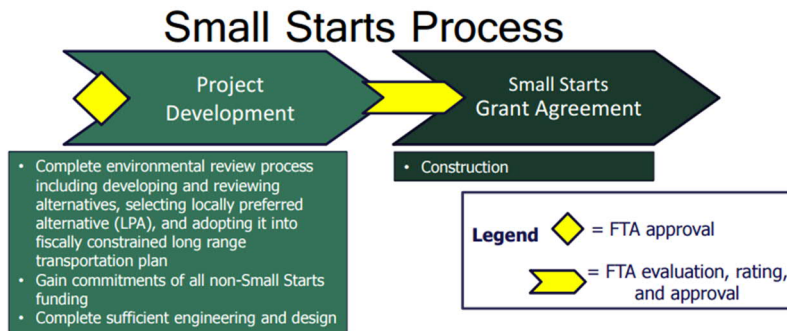 Small Starts Process
Project
Development
Small Starts
Grant Agreement
• Complete environmental review process
including developing and reviewing
alternatives, selecting locally preferred
alternative (LPA), and adopting it into
fiscally constrained long range
transportation plan
• Gain commitments of all non-Small Starts
funding
• Complete sufficient engineering and design
• Construction
Legend
= FTA approval
= FTA evaluation, rating,
and approval